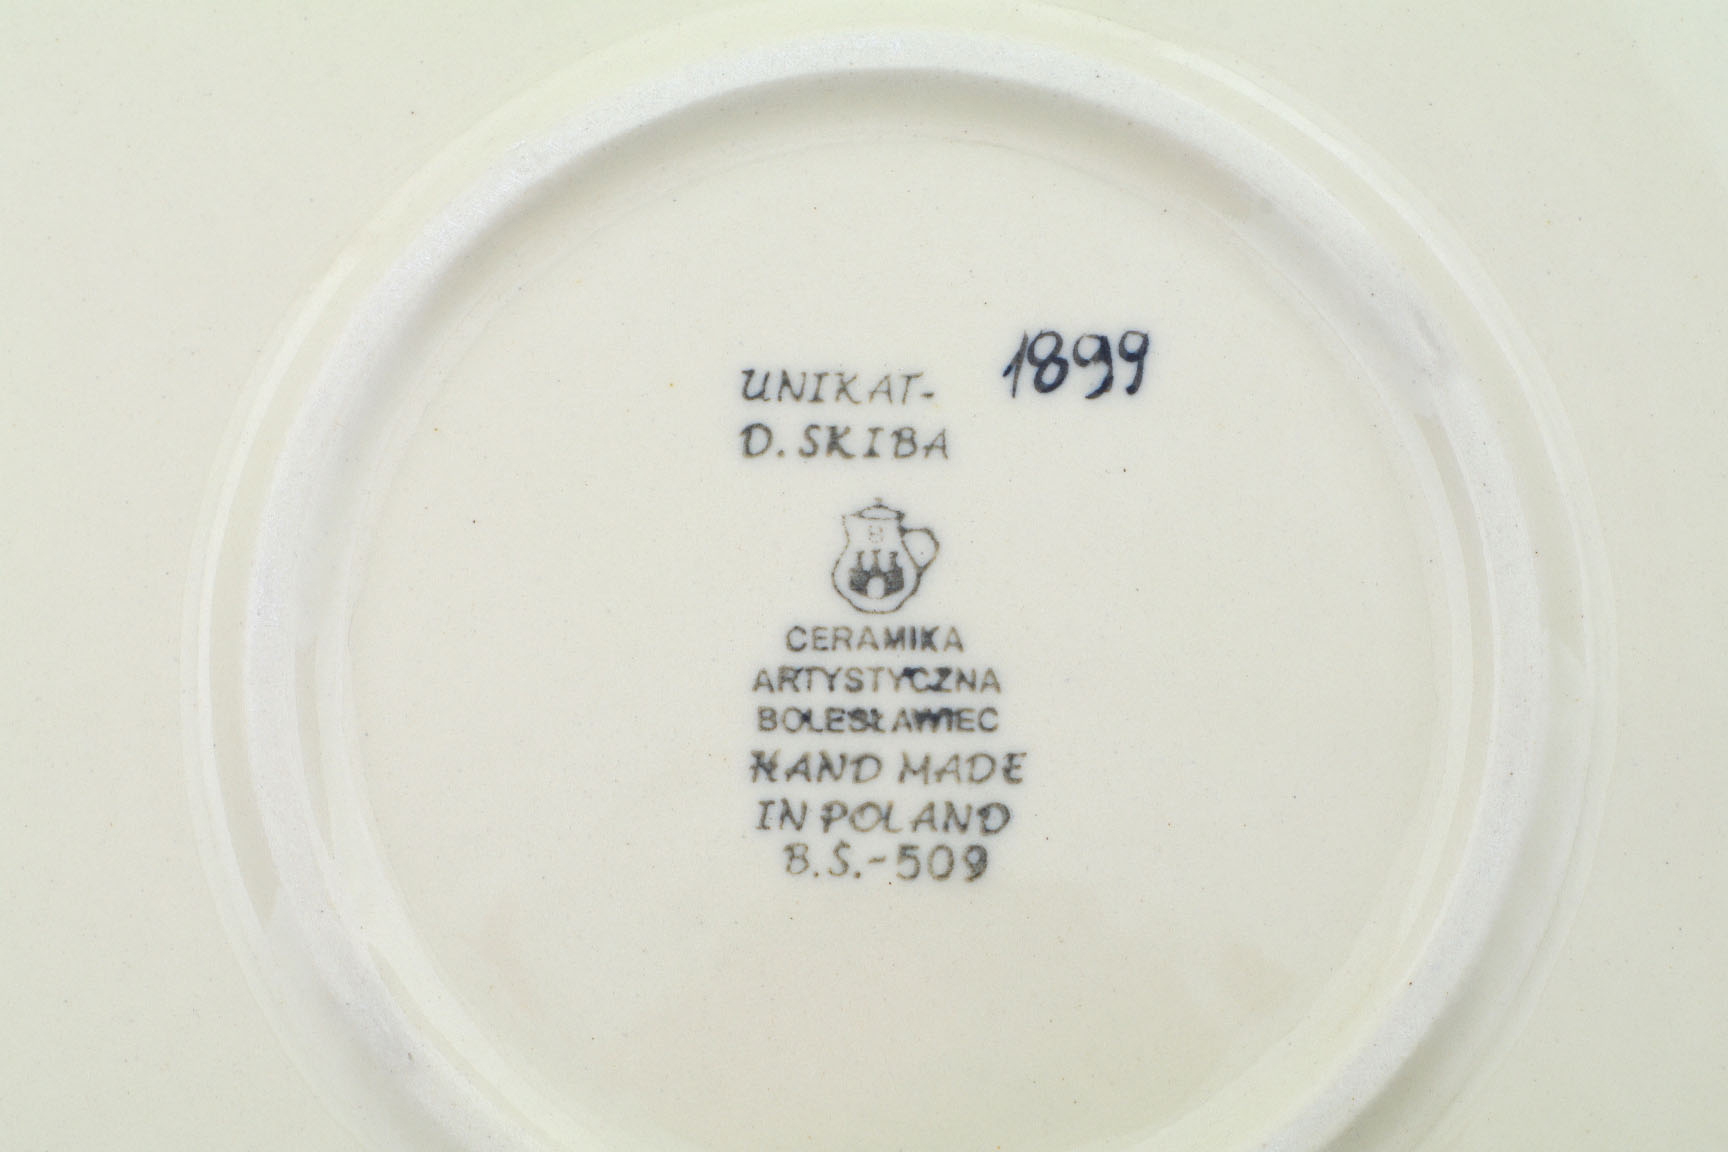 1899
UNIKAT-
D. SKIBA
CERAMIKA
ARTYSTYCZNA
BOLESŁAWIEC
HAND MADE
IN POLAND
B.Ś.-509